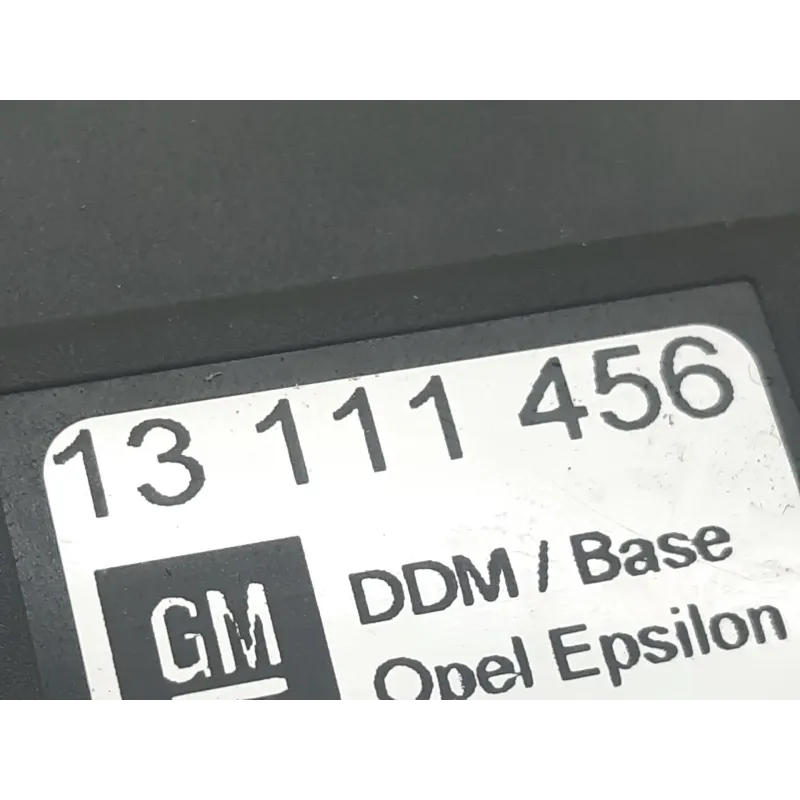 13 111 456
GM
DDM / Base
Opel Epsilon